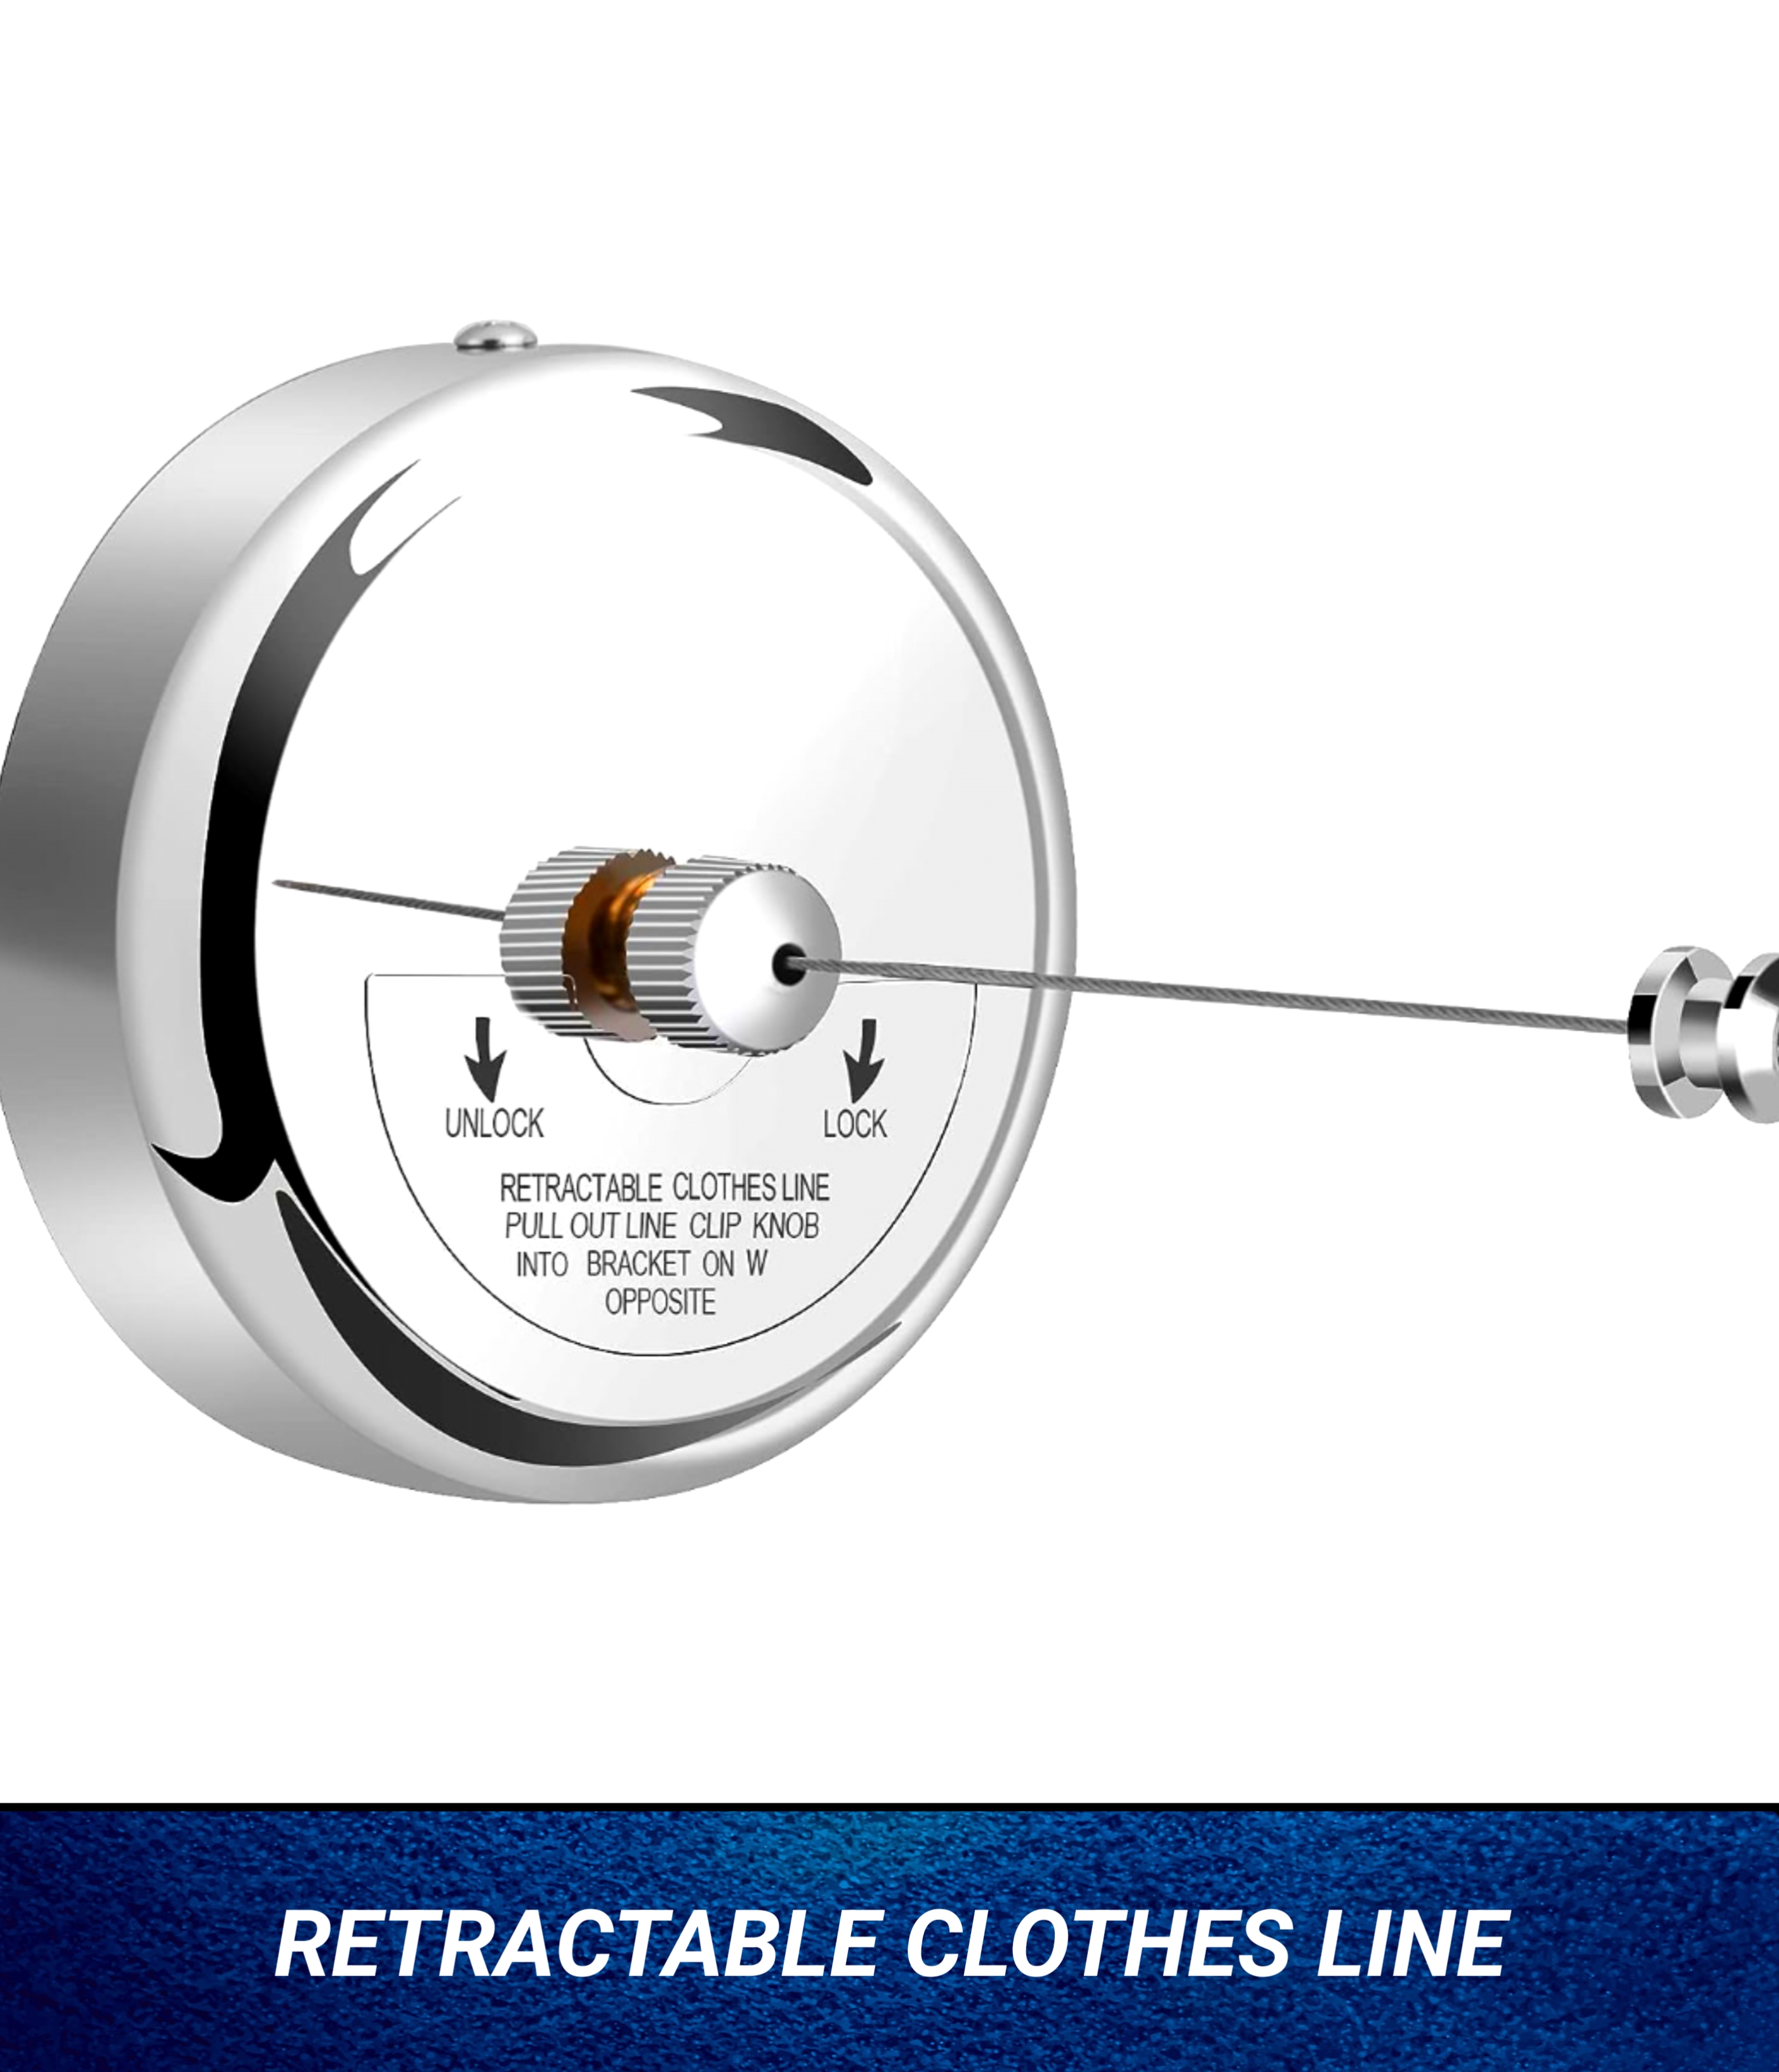 UNLOCK
LOCK
RETRACTABLE CLOTHES LINE
PULL OUT LINE CLIP KNOB
INTO BRACKET ON W
OPPOSITE
RETRACTABLE CLOTHES LINE